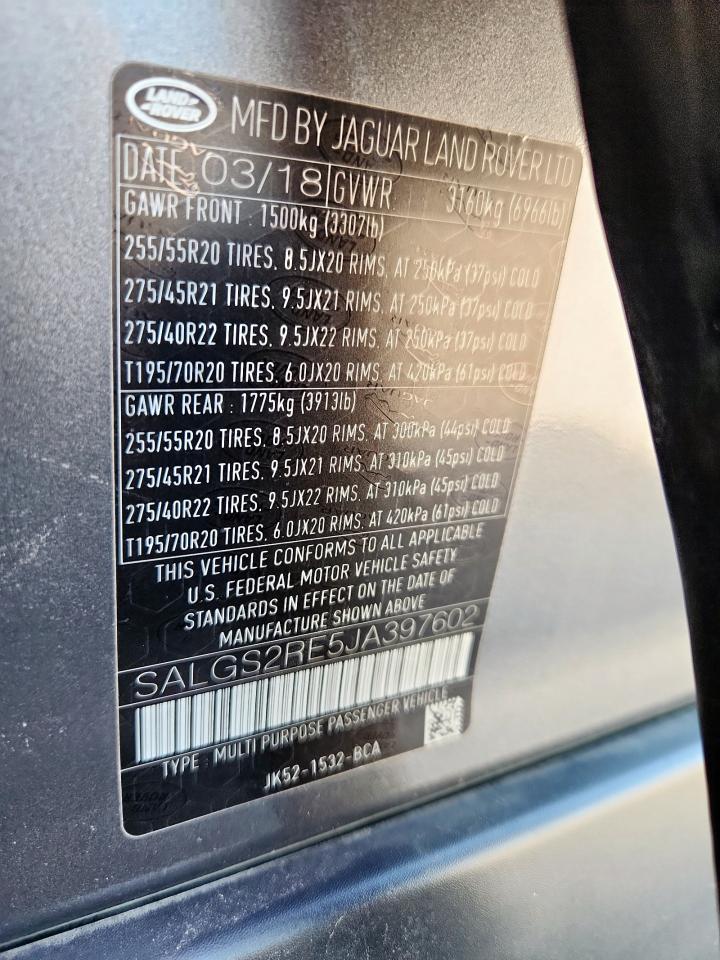 LAND ROVER
MFD BY JAGUAR LAND ROVER LTD
DATE 03/18 GVWR 3160kg (6966lb)
GAWR FRONT : 1500kg (3307lb)
255/55R20 TIRES, 8.5JX20 RIMS, AT 250kPa (37psi) COLD
275/45R21 TIRES, 9.5JX21 RIMS, AT 250kPa (37psi) COLD
275/40R22 TIRES, 9.5JX22 RIMS, AT 250kPa (37psi) COLD
T195/70R20 TIRES, 6.0JX20 RIMS, AT 420kPa (61psi) COLD
GAWR REAR : 1775kg (3913lb)
255/55R20 TIRES, 8.5JX20 RIMS, AT 300kPa (44psi) COLD
275/45R21 TIRES, 9.5JX21 RIMS, AT 310kPa (45psi) COLD
275/40R22 TIRES, 9.5JX22 RIMS, AT 310kPa (45psi) COLD
T195/70R20 TIRES, 6.0JX20 RIMS, AT 420kPa (61psi) COLD
THIS VEHICLE CONFORMS TO ALL APPLICABLE
U.S. FEDERAL MOTOR VEHICLE SAFETY
STANDARDS IN EFFECT ON THE DATE OF
MANUFACTURE SHOWN ABOVE
SALGS2RE5JA397602
TYPE : MULTI PURPOSE PASSENGER VEHICLE
JK52-1532-BCA